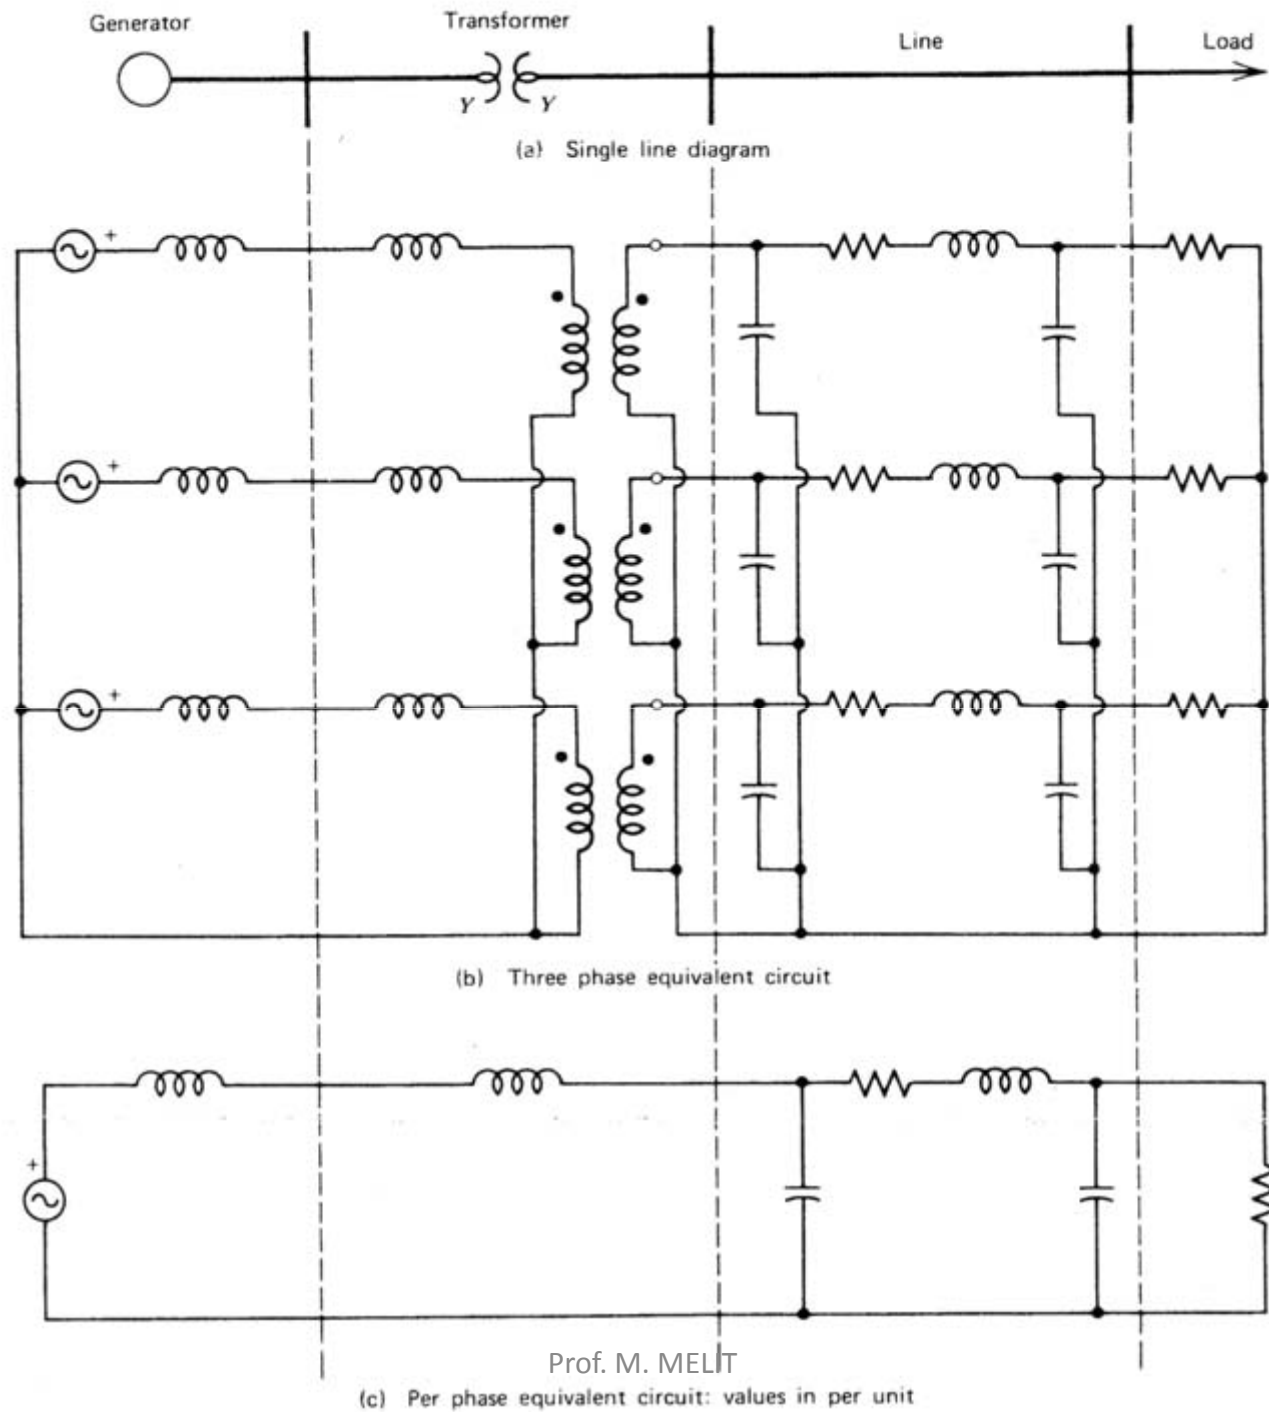 Generator
Transformer
Line
Load
Y Y
(a) Single line diagram
+
+
+
(b) Three phase equivalent circuit
+
Prof. M. MELIT
(c) Per phase equivalent circuit: values in per unit